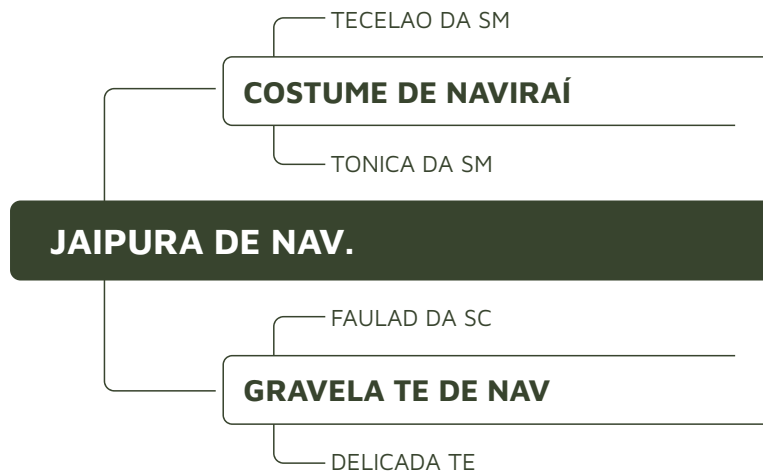 TECELAO DA SM
COSTUME DE NAVIRAÍ
TONICA DA SM
JAIPURA DE NAV.
FAULAD DA SC
GRAVELA TE DE NAV
DELICADA TE